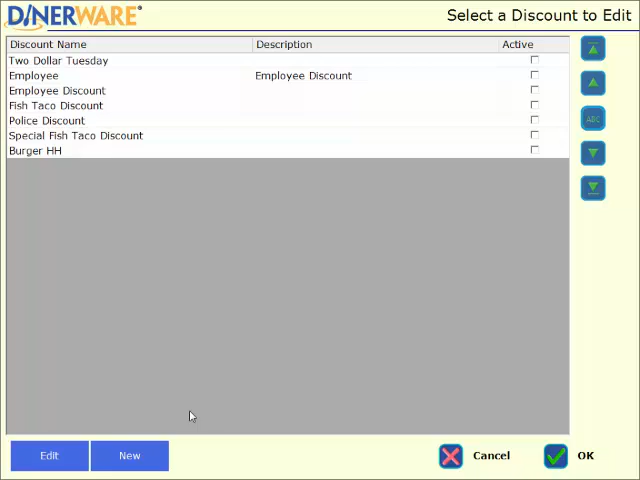 DINERWARE®
Select a Discount to Edit
Discount Name Description Active
Two Dollar Tuesday
Employee Employee Discount
Employee Discount
Fish Taco Discount
Police Discount
Special Fish Taco Discount
Burger HH
ABC
Edit New Cancel OK